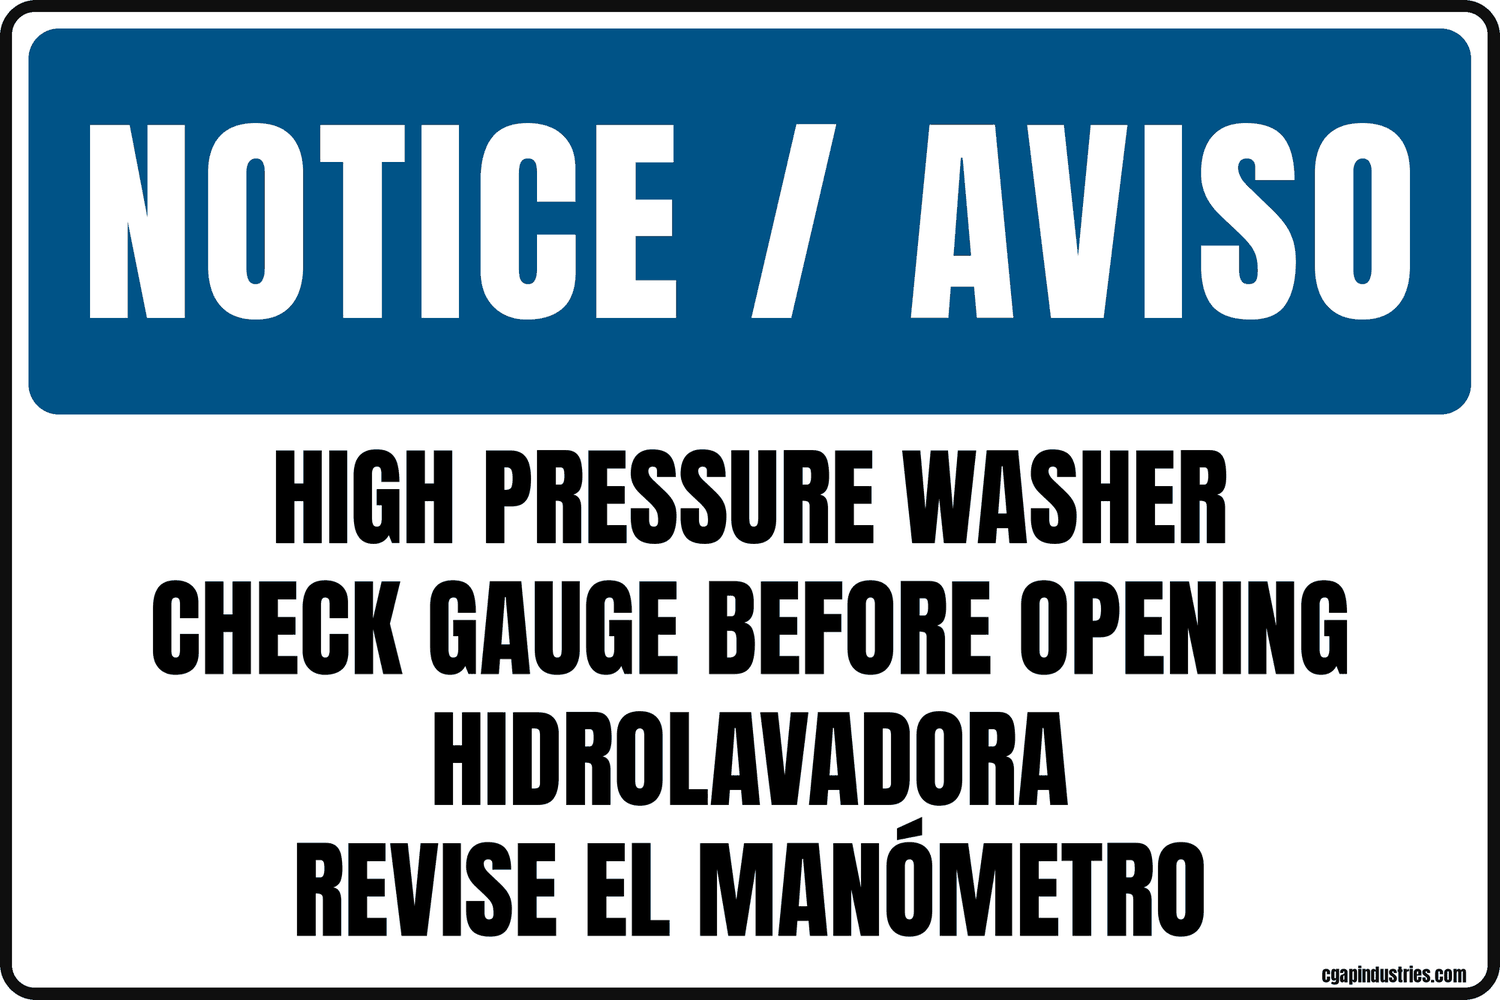 NOTICE / AVISO
HIGH PRESSURE WASHER
CHECK GAUGE BEFORE OPENING
HIDROLAVADORA
REVISE EL MANÓMETRO
cgapindustries.com